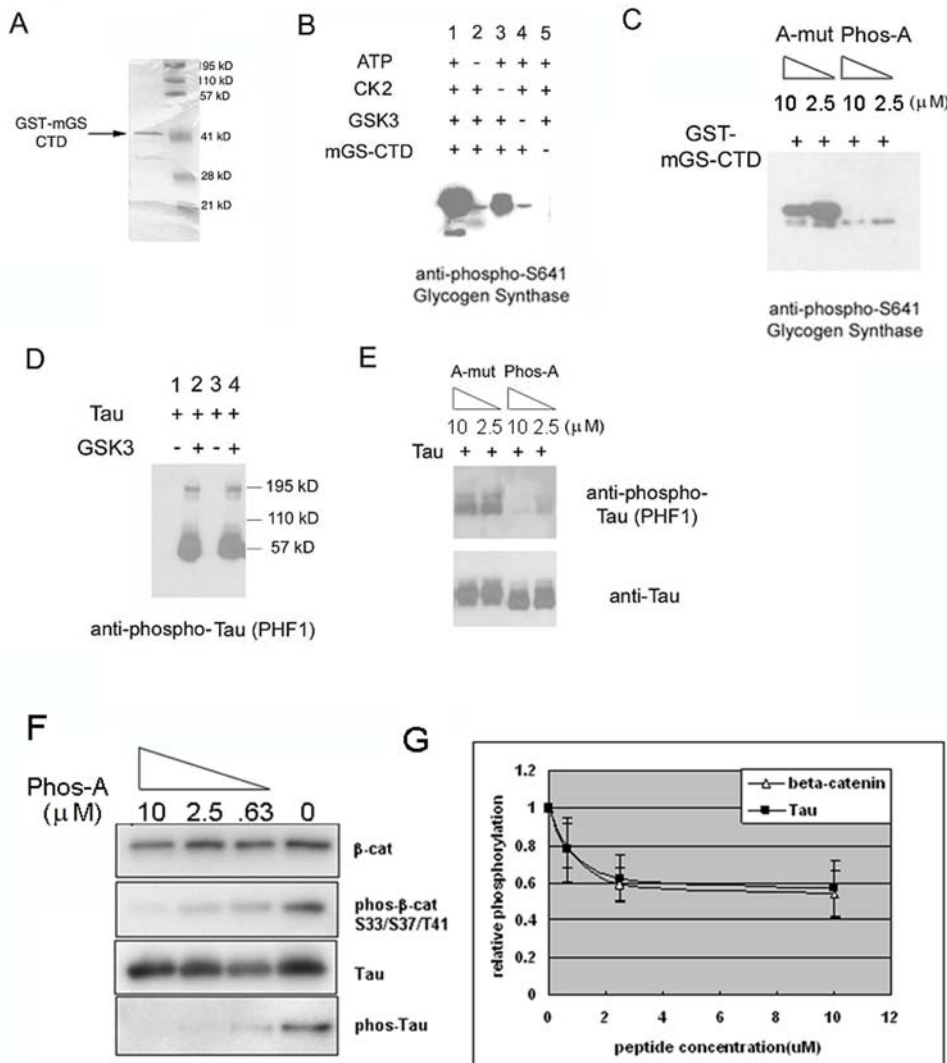 A
195 kD
110 kD
57 kD
GST-mGS
CTD
41 kD
28 kD
21 kD
B
1 2 3 4 5
ATP + - + + +
CK2 + + - + +
GSK3 + + + - +
mGS-CTD + + + + -
anti-phospho-S641
Glycogen Synthase
C
A-mut Phos-A
10 2.5 10 2.5 (μM)
GST-
mGS-CTD
+ + + +
anti-phospho-S641
Glycogen Synthase
D
1 2 3 4
Tau + + + +
GSK3 - + - +
195 kD
110 kD
57 kD
anti-phospho-Tau (PHF1)
E
A-mut Phos-A
10 2.5 10 2.5 (μM)
Tau + + + +
anti-phospho-
Tau (PHF1)
anti-Tau
F
Phos-A
(μM) 10 2.5 .63 0
β-cat
phos-β-cat
S33/S37/T41
Tau
phos-Tau
G
1.2
1
0.8
0.6
0.4
0.2
0
relative phosphorylation
beta-catenin
Tau
0 2 4 6 8 10 12
peptide concentration(uM)